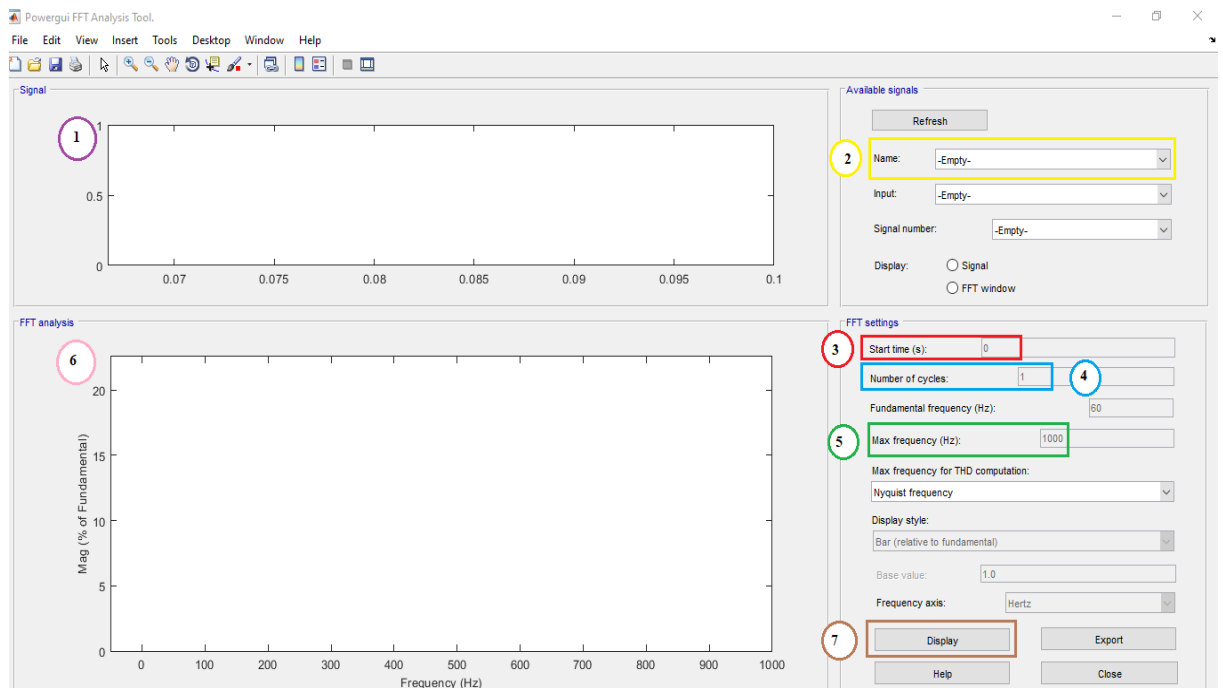 Powergui FFT Analysis Tool.
File Edit View Insert Tools Desktop Window Help
Signal
1
1
0.5
0
0.07 0.075 0.08 0.085 0.09 0.095 0.1
Available signals
Refresh
2
Name: -Empty-
Input: -Empty-
Signal number: -Empty-
Display: Signal
FFT window
FFT analysis
6
20
15
10
5
0
Mag (% of Fundamental)
0 100 200 300 400 500 600 700 800 900 1000
Frequency (Hz)
FFT settings
3
Start time (s): 0
Number of cycles: 1
4
Fundamental frequency (Hz): 60
5
Max frequency (Hz): 1000
Max frequency for THD computation:
Nyquist frequency
Display style:
Bar (relative to fundamental)
Base value: 1.0
Frequency axis: Hertz
7
Display Export
Help Close